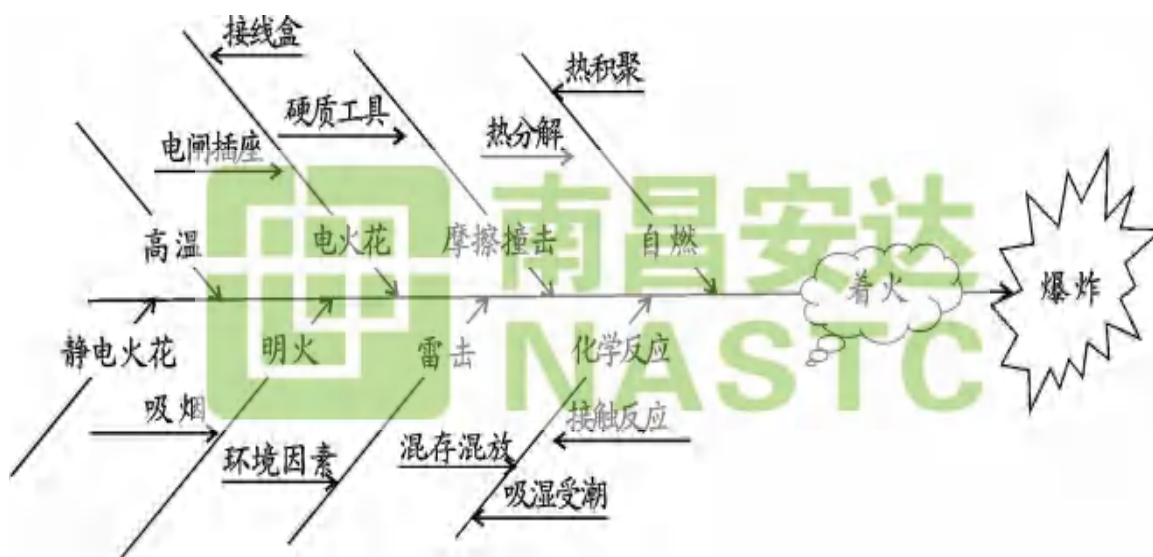 接线盒
热积聚
硬质工具
热分解
电闸插座
高温
电火花
摩擦撞击
自燃
南昌安达
着火
爆炸
静电火花
明火
雷击
化学反应
NASTC
吸烟
接触反应
环境因素
混存混放
吸湿受潮